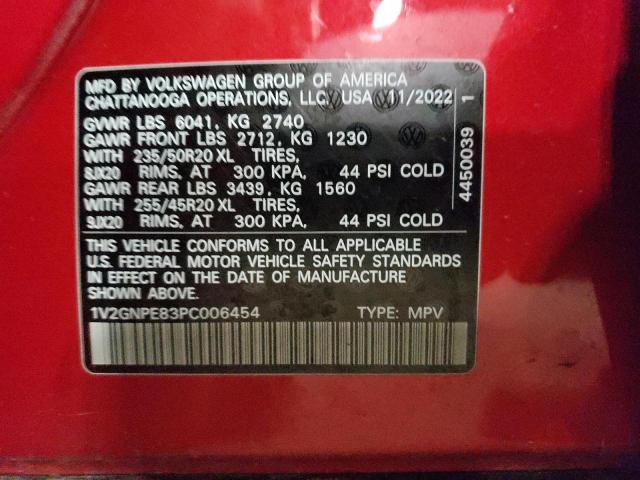 MFD BY VOLKSWAGEN GROUP OF AMERICA
CHATTANOOGA OPERATIONS, LLC, USA 11/2022
GVWR LBS 6041, KG 2740
GAWR FRONT LBS 2712, KG 1230
WITH 235/50R20 XL TIRES,
8JX20 RIMS, AT 300 KPA, 44 PSI COLD
GAWR REAR LBS 3439, KG 1560
WITH 255/45R20 XL TIRES,
9JX20 RIMS, AT 300 KPA, 44 PSI COLD
THIS VEHICLE CONFORMS TO ALL APPLICABLE
U.S. FEDERAL MOTOR VEHICLE SAFETY STANDARDS
IN EFFECT ON THE DATE OF MANUFACTURE
SHOWN ABOVE.
1V2GNPE83PC006454 TYPE: MPV
4450039 1